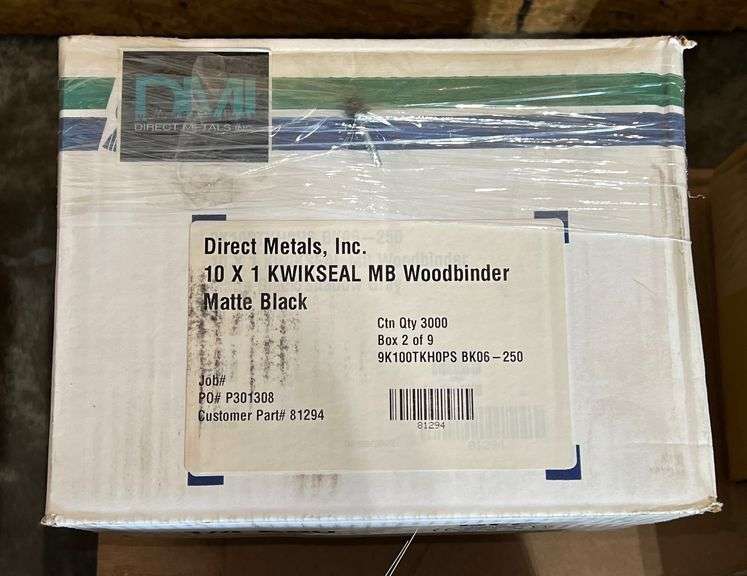 DMI
DIRECT METALS INC.
Direct Metals, Inc.
10 X 1 KWIKSEAL MB Woodbinder
Matte Black
Ctn Qty 3000
Box 2 of 9
9K100TKH0PS BK06-250
Job#
PO# P301308
Customer Part# 81294
81294